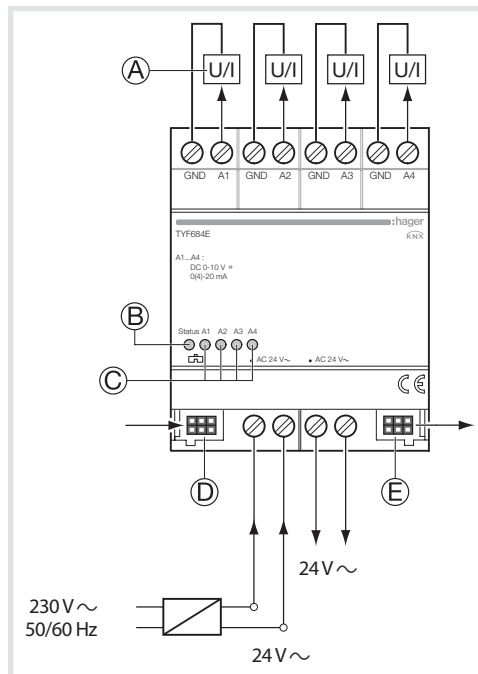 A U/I U/I U/I U/I
GND A1 GND A2 GND A3 GND A4
:hager
TYF684E
KNX
A1...A4 :
DC 0-10 V
0(4)-20 mA
B
Status A1 A2 A3 A4
• AC 24 V~ • AC 24 V~
C
CE
D E
24 V ~
230 V ~
50/60 Hz
24 V ~